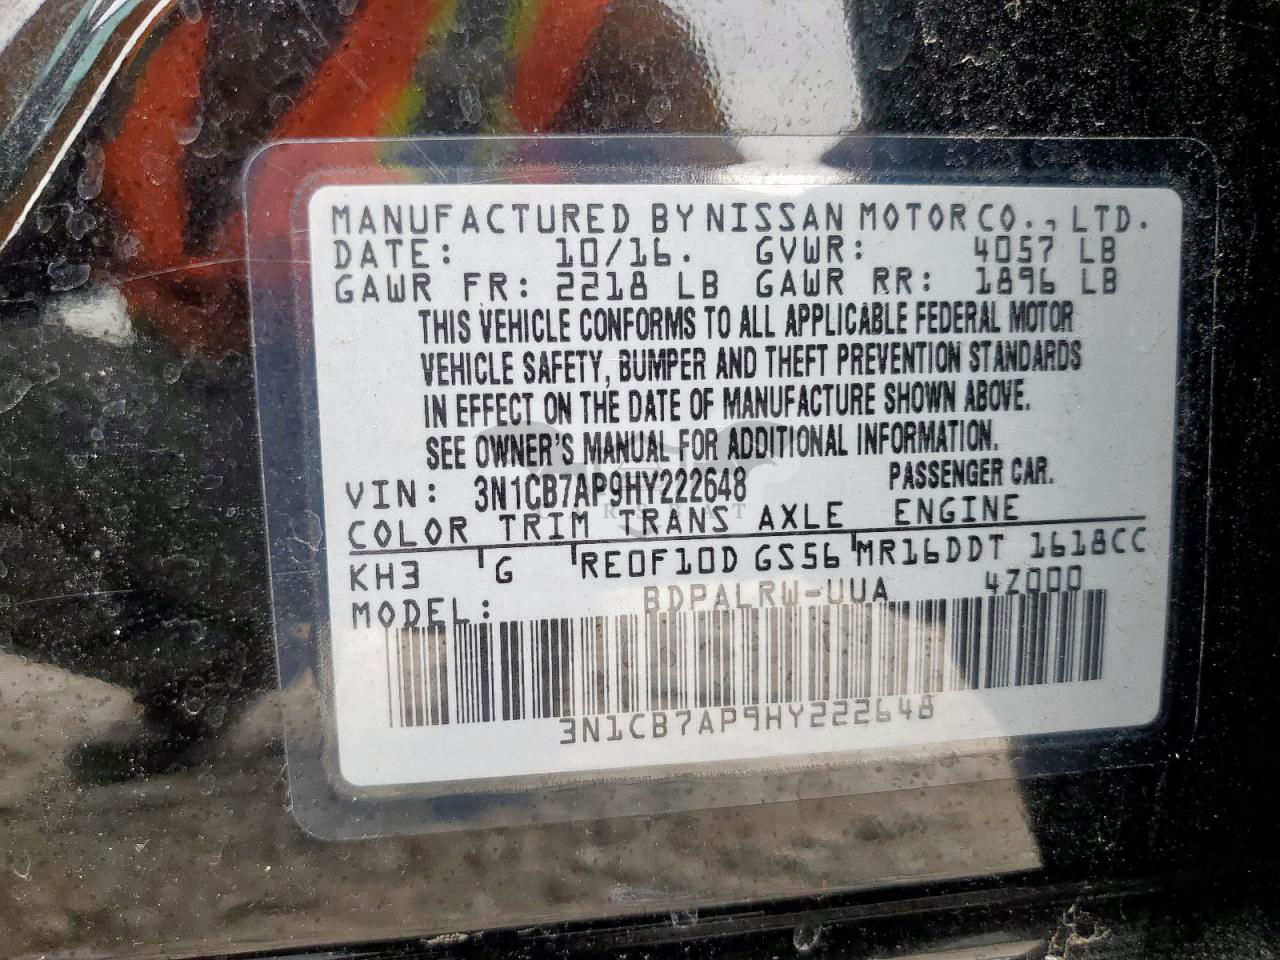 MANUFACTURED BY NISSAN MOTOR CO., LTD.
DATE: 10/16. GVWR: 4057 LB
GAWR FR: 2218 LB GAWR RR: 1896 LB
THIS VEHICLE CONFORMS TO ALL APPLICABLE FEDERAL MOTOR
VEHICLE SAFETY, BUMPER AND THEFT PREVENTION STANDARDS
IN EFFECT ON THE DATE OF MANUFACTURE SHOWN ABOVE.
SEE OWNER'S MANUAL FOR ADDITIONAL INFORMATION.
VIN: 3N1CB7AP9HY222648 PASSENGER CAR.
COLOR TRIM TRANS AXLE ENGINE
KH3 G RE0F10D GS56 MR16DDT 1618CC
MODEL: BDPALRW-UUA 4Z000
3N1CB7AP9HY222648